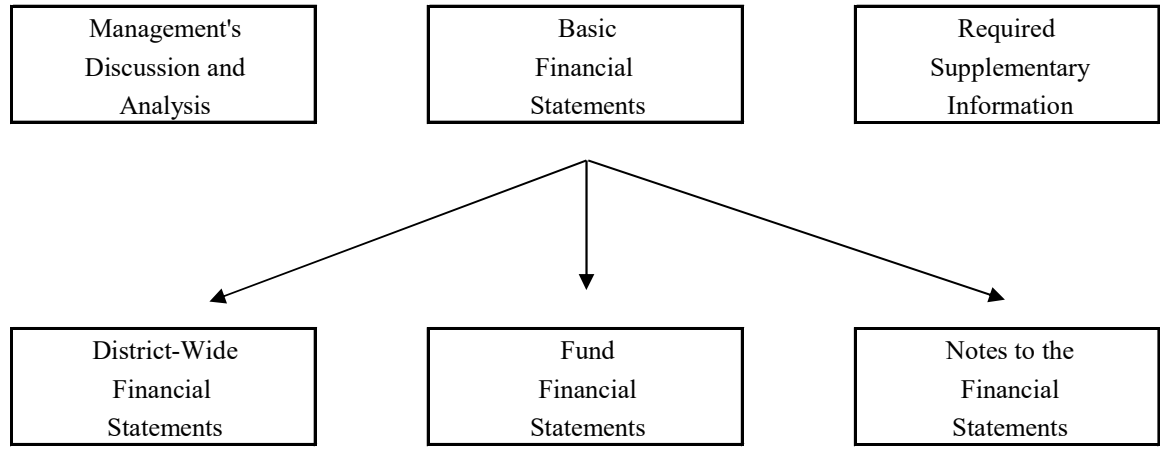 Management's
Discussion and
Analysis
Basic
Financial
Statements
Required
Supplementary
Information
District-Wide
Financial
Statements
Fund
Financial
Statements
Notes to the
Financial
Statements